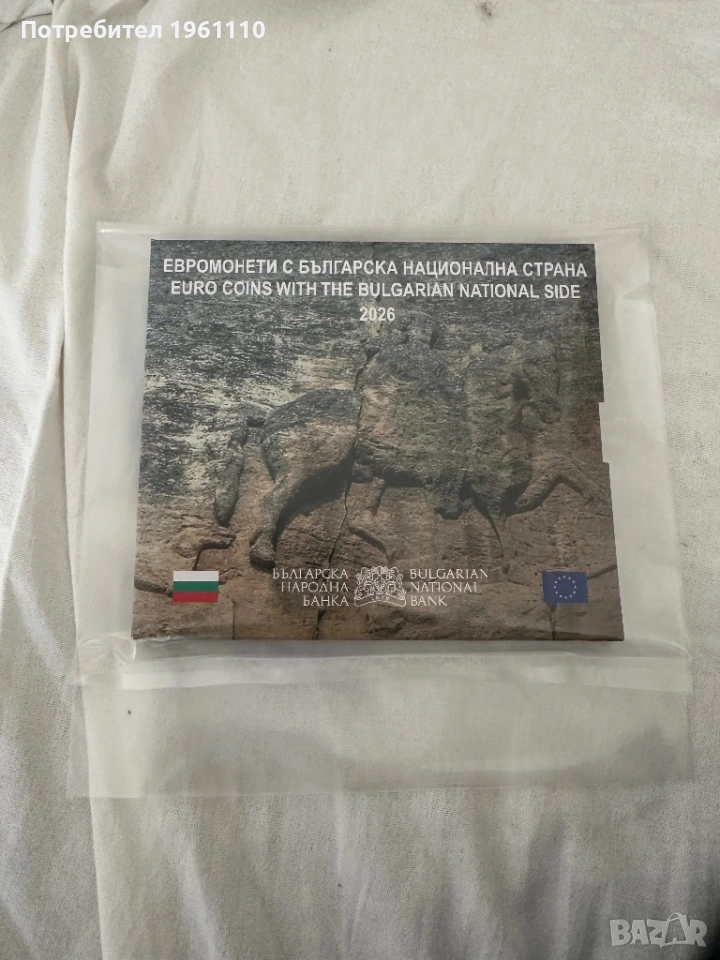 Потребител 1961110
ЕВРОМОНЕТИ С БЪЛГАРСКА НАЦИОНАЛНА СТРАНА
EURO COINS WITH THE BULGARIAN NATIONAL SIDE
2026
БЪЛГАРСКА
НАРОДНА
БАНКА
BULGARIAN
NATIONAL
BANK
BAZAR